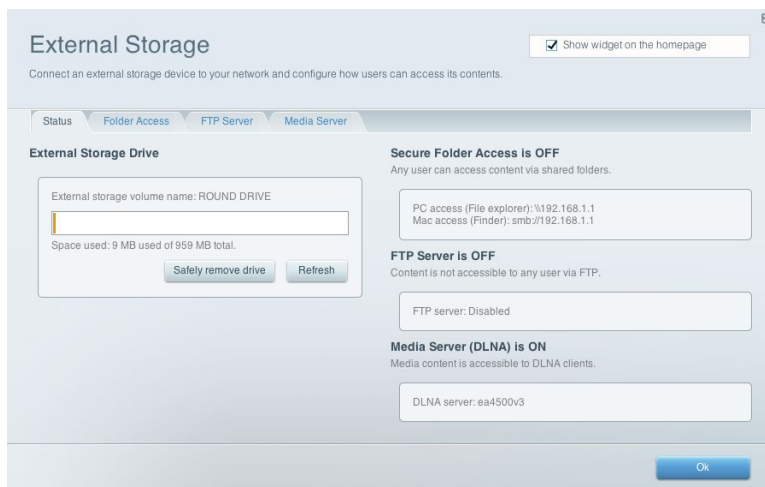 External Storage
Show widget on the homepage
Connect an external storage device to your network and configure how users can access its contents.
Status
Folder Access
FTP Server
Media Server
External Storage Drive
External storage volume name: ROUND DRIVE
Space used: 9 MB used of 959 MB total.
Safely remove drive
Refresh
Secure Folder Access is OFF
Any user can access content via shared folders.
PC access (File explorer): \\192.168.1.1
Mac access (Finder): smb://192.168.1.1
FTP Server is OFF
Content is not accessible to any user via FTP.
FTP server: Disabled
Media Server (DLNA) is ON
Media content is accessible to DLNA clients.
DLNA server: ea4500v3
Ok